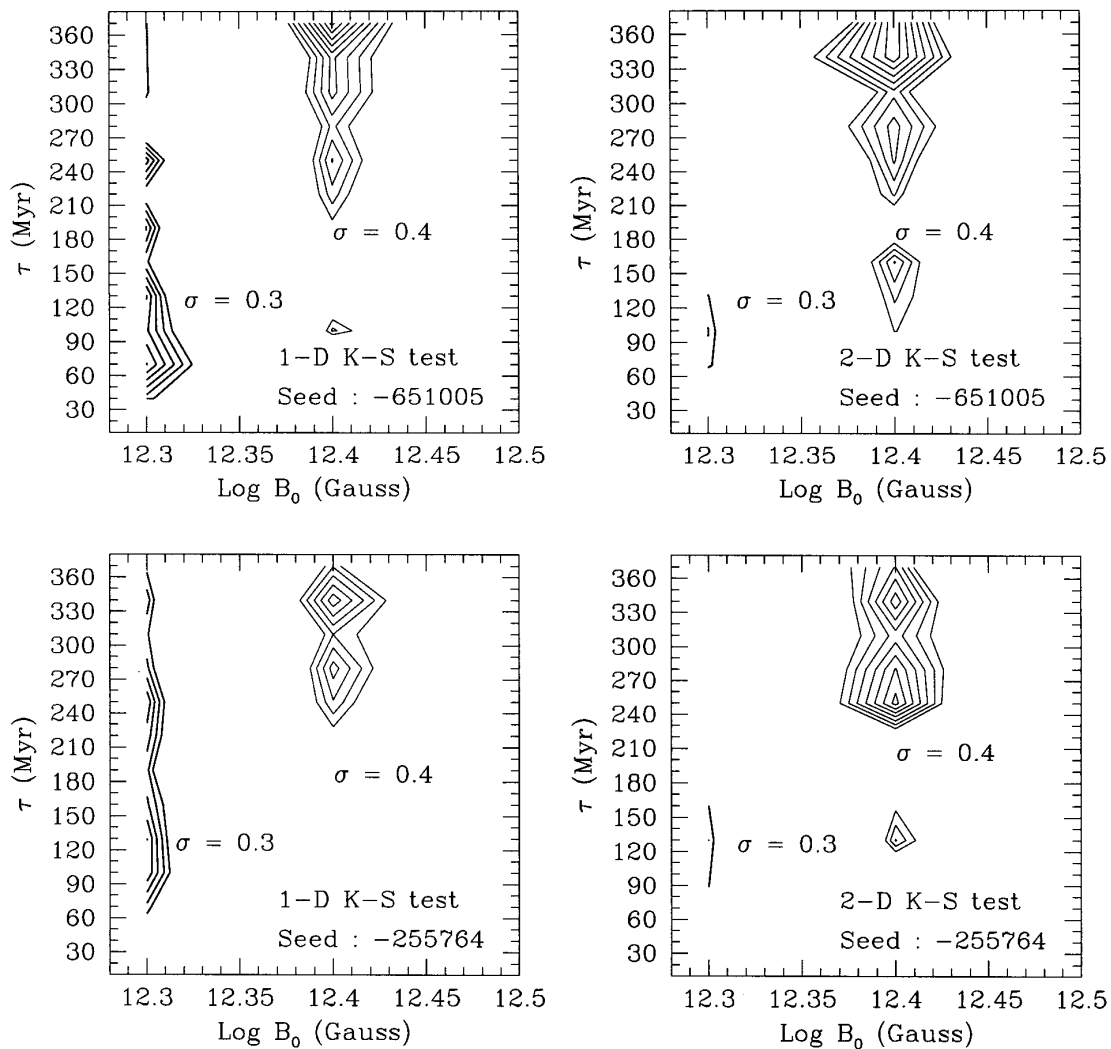 360
330
300
270
240
210
180
150
120
90
60
30
τ (Myr)
σ = 0.4
σ = 0.3
1-D K-S test
Seed : -651005
12.3 12.35 12.4 12.45 12.5
Log B₀ (Gauss)
360
330
300
270
240
210
180
150
120
90
60
30
τ (Myr)
σ = 0.4
σ = 0.3
2-D K-S test
Seed : -651005
12.3 12.35 12.4 12.45 12.5
Log B₀ (Gauss)
360
330
300
270
240
210
180
150
120
90
60
30
τ (Myr)
σ = 0.4
σ = 0.3
1-D K-S test
Seed : -255764
12.3 12.35 12.4 12.45 12.5
Log B₀ (Gauss)
360
330
300
270
240
210
180
150
120
90
60
30
τ (Myr)
σ = 0.4
σ = 0.3
2-D K-S test
Seed : -255764
12.3 12.35 12.4 12.45 12.5
Log B₀ (Gauss)